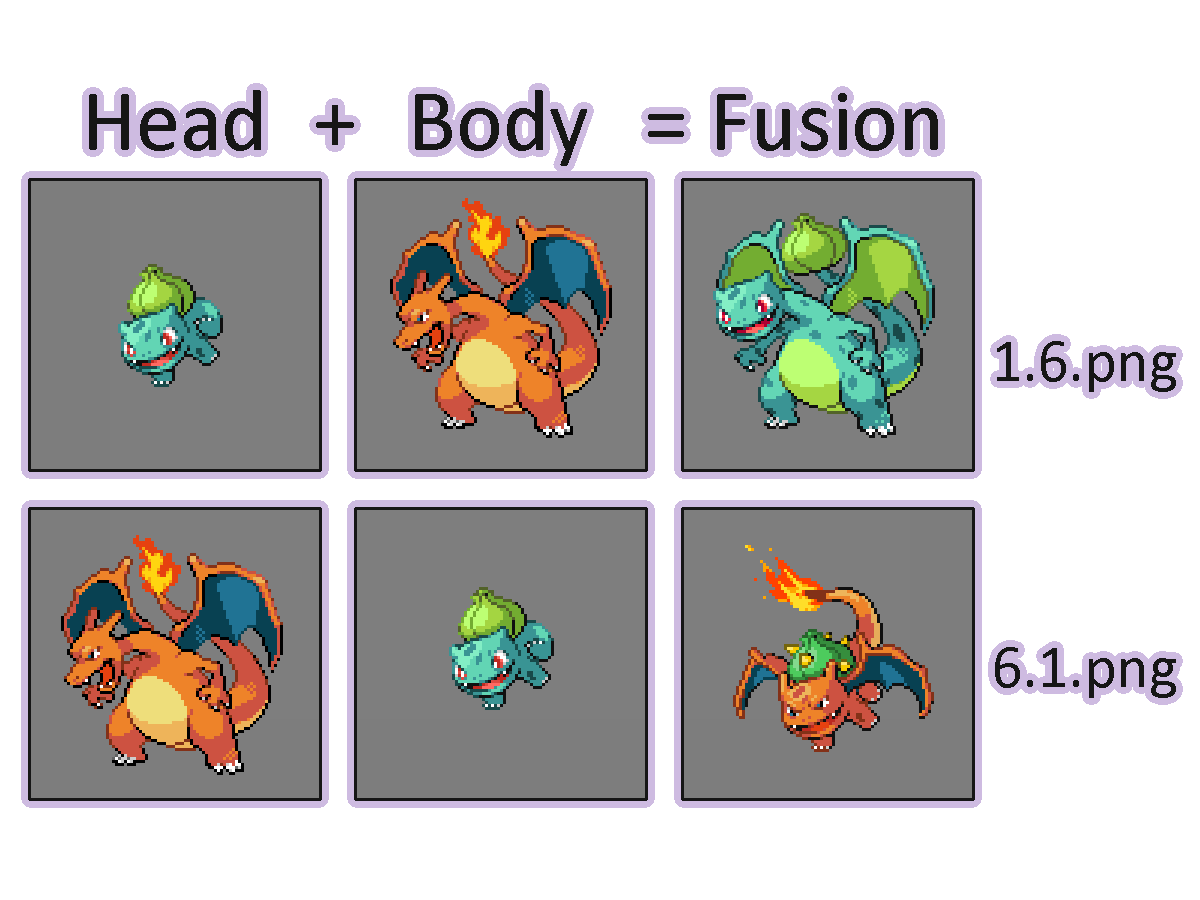 Head + Body = Fusion
1.6.png
6.1.png